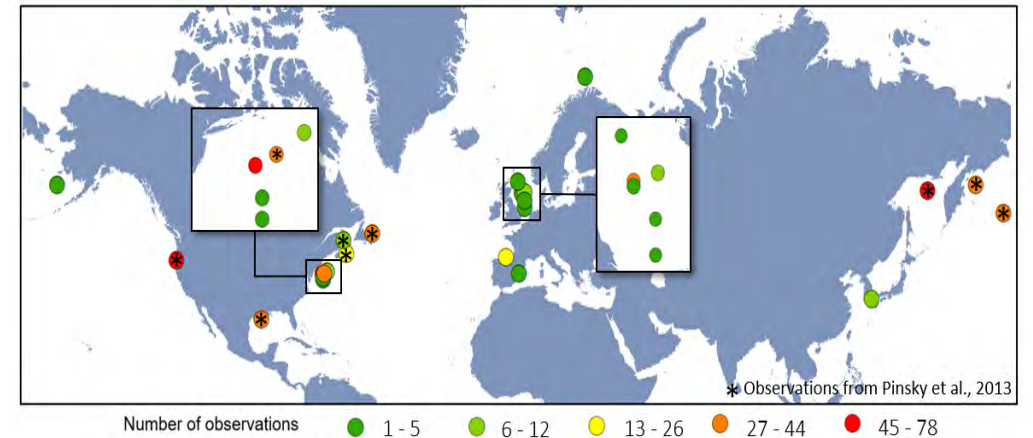 * Observations from Pinsky et al., 2013
Number of observations 1 - 5 6 - 12 13 - 26 27 - 44 45 - 78